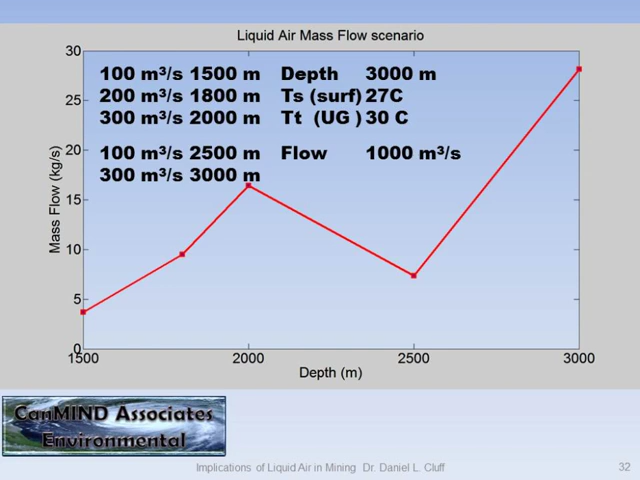 Liquid Air Mass Flow scenario
100 m³/s 1500 m Depth 3000 m
200 m³/s 1800 m Ts (surf) 27C
300 m³/s 2000 m Tt (UG ) 30 C
100 m³/s 2500 m Flow 1000 m³/s
300 m³/s 3000 m
30
25
20
15
10
5
0
Mass Flow (kg/s)
1500 2000 2500 3000
Depth (m)
CanMIND Associates
Environmental
Implications of Liquid Air in Mining Dr. Daniel L. Cluff
32